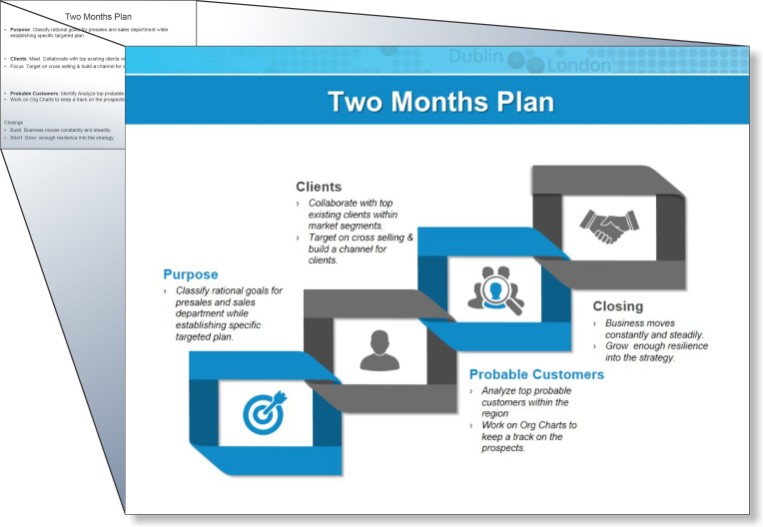 Two Months Plan
• Purpose: Classify rational goals for presales and sales department while
establishing specific targeted plan.
• Clients: Meet Collaborate with top existing clients w
• Focus Target on cross selling & build a channel for c
• Probable Customers: Identify Analyze top probable
• Work on Org Charts to keep a track on the prospects
Closings
• Build Business moves constantly and steadily.
• Grow enough resilience into the strategy.
Dublin
London
Two Months Plan
Clients
› Collaborate with top
existing clients within
market segments.
› Target on cross selling &
build a channel for
clients.
Purpose
› Classify rational goals for
presales and sales
department while
establishing specific
targeted plan.
Closing
› Business moves
constantly and steadily.
› Grow enough resilience
into the strategy.
Probable Customers
› Analyze top probable
customers within the
region
› Work on Org Charts to
keep a track on the
prospects.